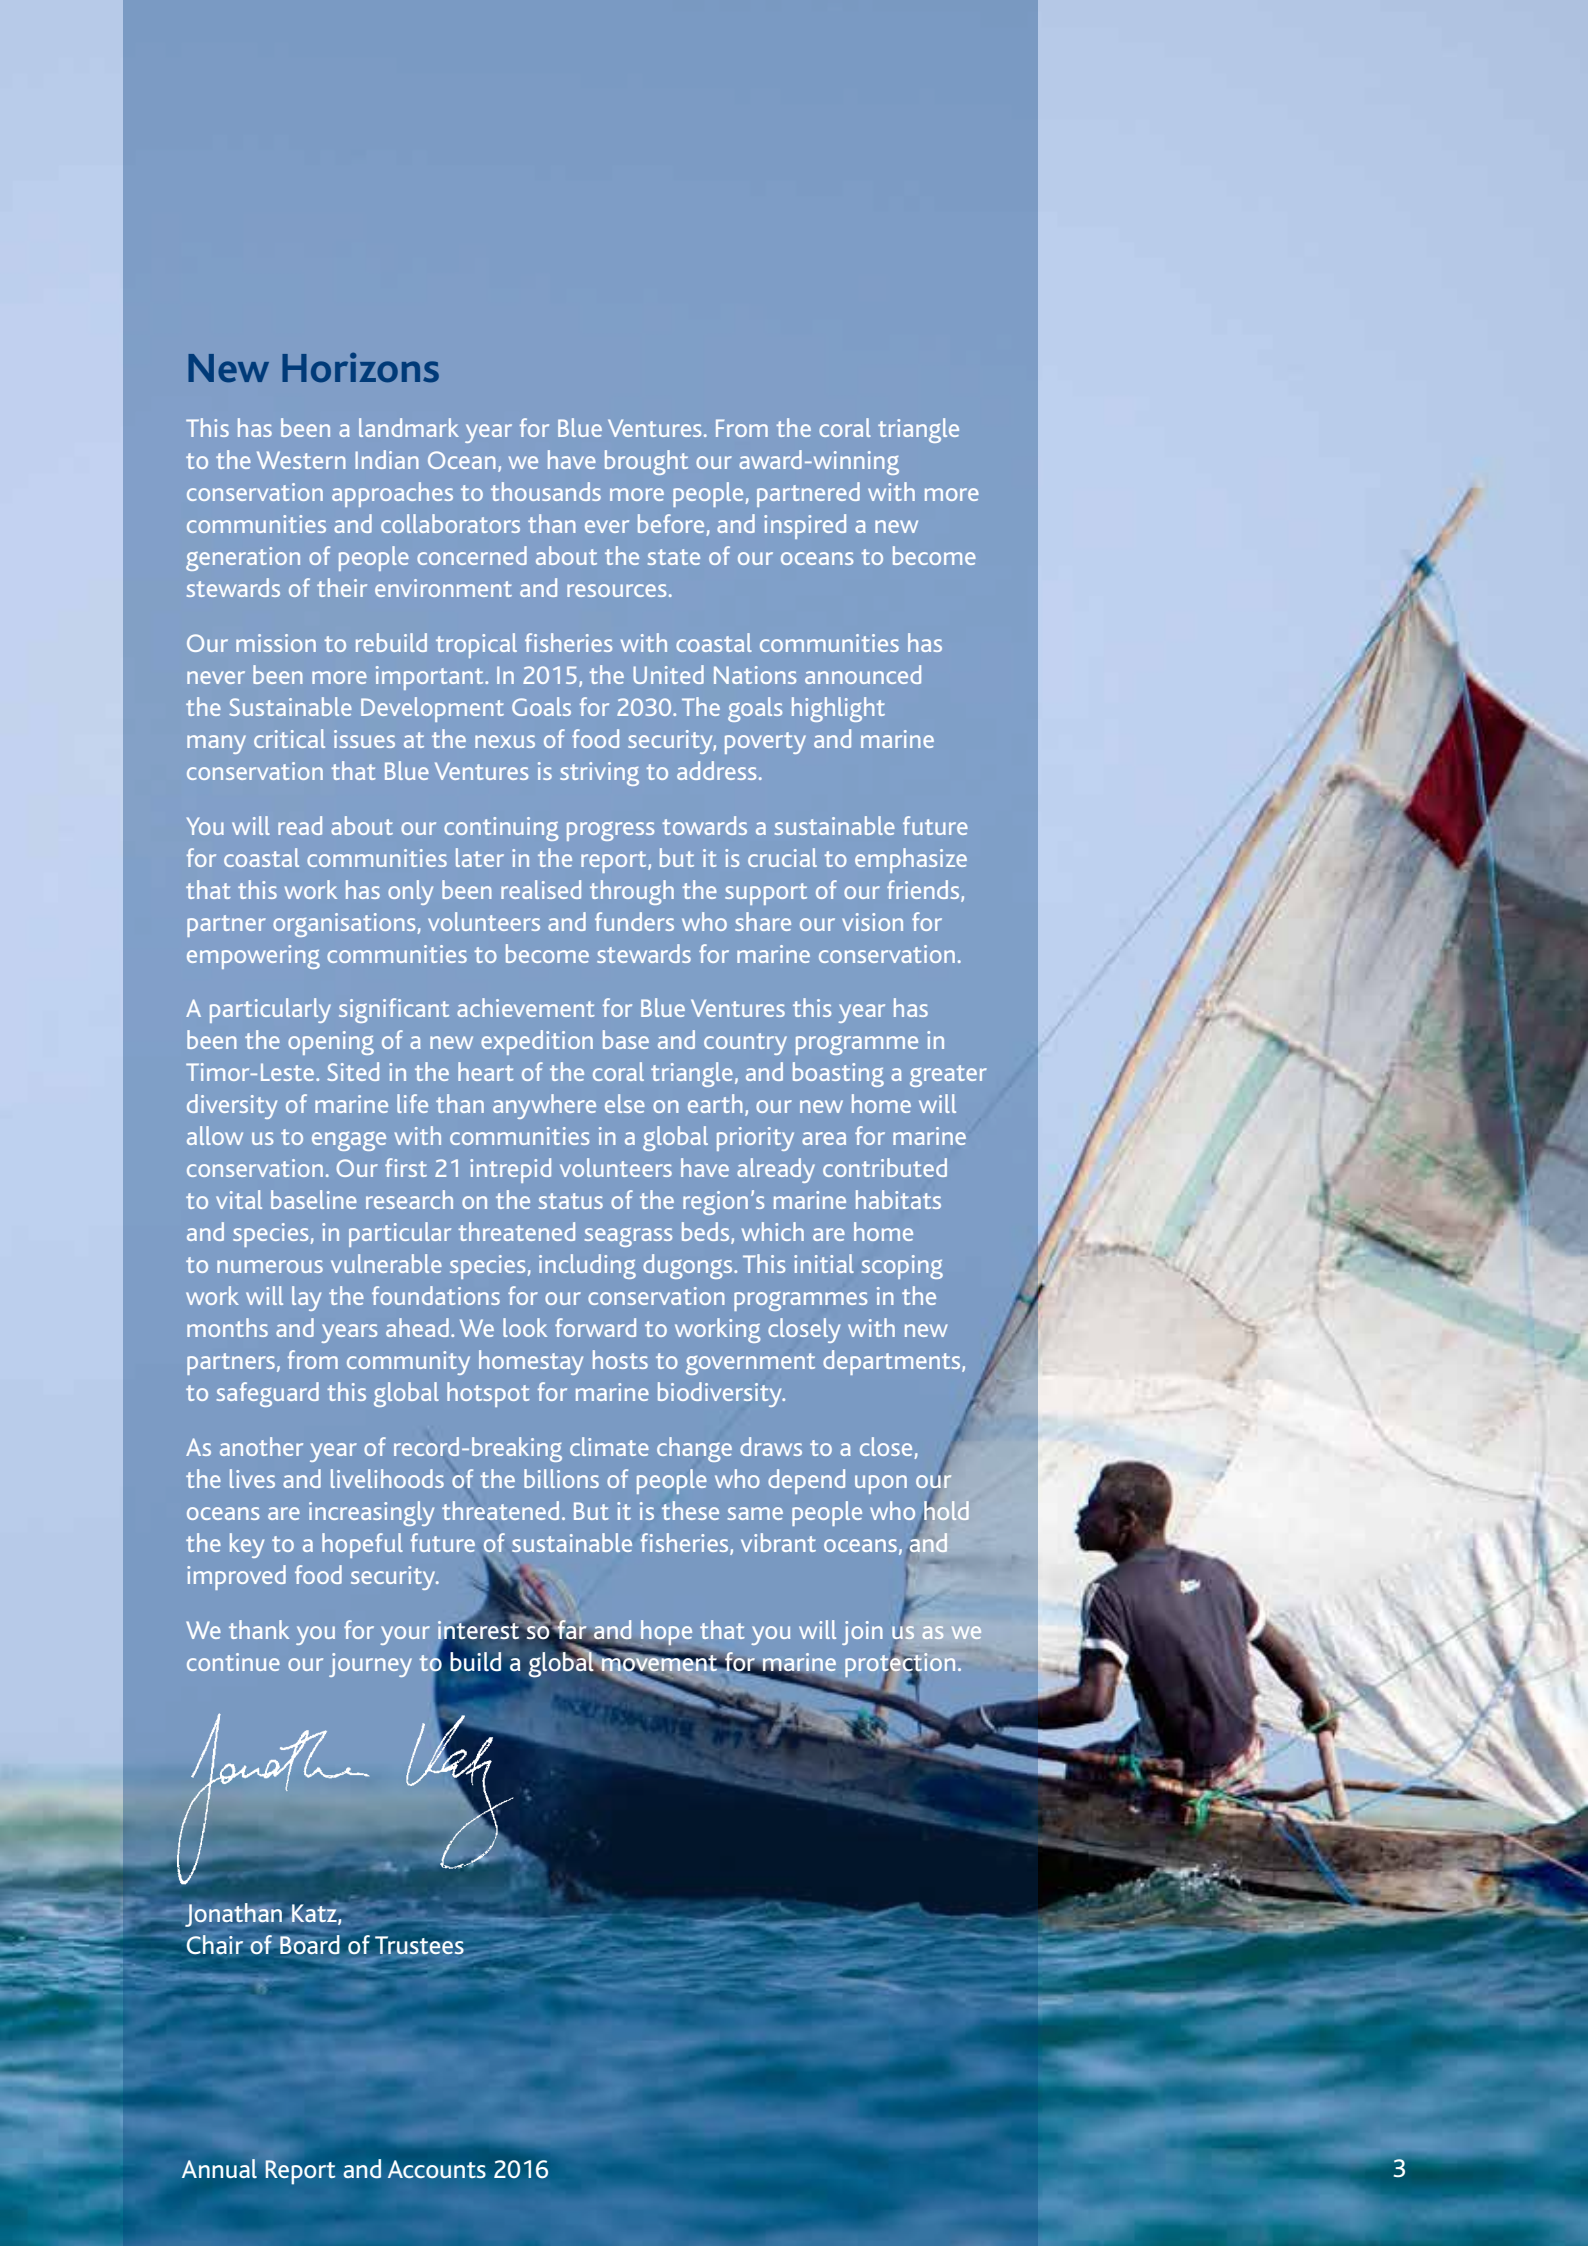 New Horizons
This has been a landmark year for Blue Ventures. From the coral triangle
to the Western Indian Ocean, we have brought our award-winning
conservation approaches to thousands more people, partnered with more
communities and collaborators than ever before, and inspired a new
generation of people concerned about the state of our oceans to become
stewards of their environment and resources.
Our mission to rebuild tropical fisheries with coastal communities has
never been more important. In 2015, the United Nations announced
the Sustainable Development Goals for 2030. The goals highlight
many critical issues at the nexus of food security, poverty and marine
conservation that Blue Ventures is striving to address.
You will read about our continuing progress towards a sustainable future
for coastal communities later in the report, but it is crucial to emphasize
that this work has only been realised through the support of our friends,
partner organisations, volunteers and funders who share our vision for
empowering communities to become stewards for marine conservation.
A particularly significant achievement for Blue Ventures this year has
been the opening of a new expedition base and country programme in
Timor-Leste. Sited in the heart of the coral triangle, and boasting a greater
diversity of marine life than anywhere else on earth, our new home will
allow us to engage with communities in a global priority area for marine
conservation. Our first 21 intrepid volunteers have already contributed
to vital baseline research on the status of the region's marine habitats
and species, in particular threatened seagrass beds, which are home
to numerous vulnerable species, including dugongs. This initial scoping
work will lay the foundations for our conservation programmes in the
months and years ahead. We look forward to working closely with new
partners, from community homestay hosts to government departments,
to safeguard this global hotspot for marine biodiversity.
As another year of record-breaking climate change draws to a close,
the lives and livelihoods of the billions of people who depend upon our
oceans are increasingly threatened. But it is these same people who hold
the key to a hopeful future of sustainable fisheries, vibrant oceans, and
improved food security.
We thank you for your interest so far and hope that you will join us as we
continue our journey to build a global movement for marine protection.
Jonathan Katz
Jonathan Katz,
Chair of Board of Trustees
Annual Report and Accounts 2016
3